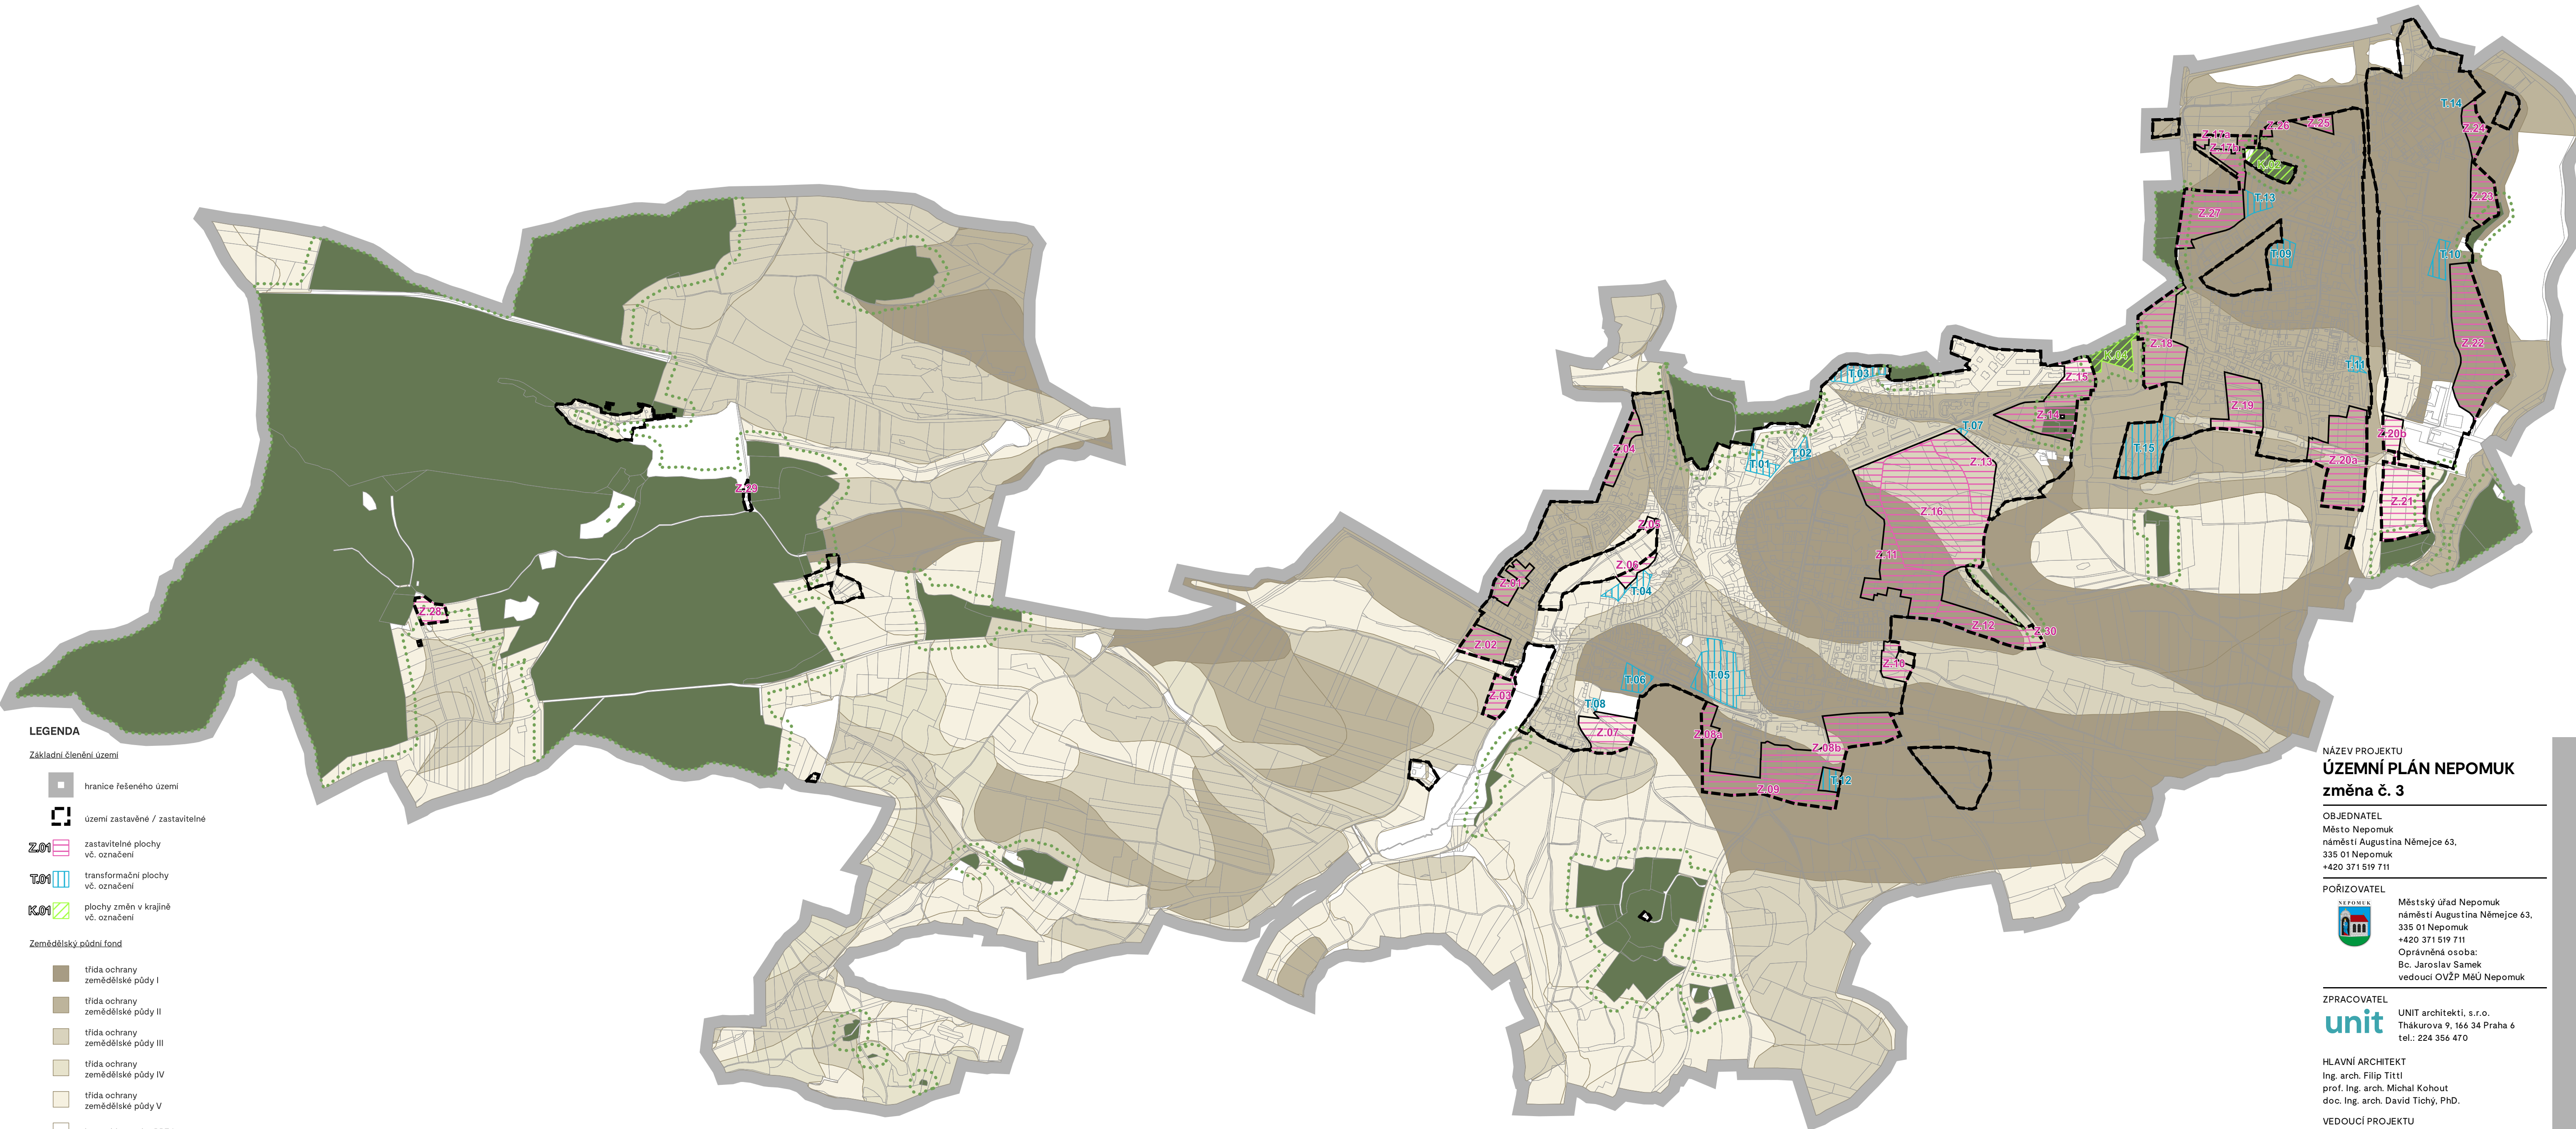 T.14
Z.24
Z.26
Z.25
Z.17a
Z.17b
K.02
T.13
Z.23
Z.27
T.09
T.10
Z.18
Z.22
K.04
T.11
T.03
Z.15
Z.19
Z.14
T.07
Z.20b
Z.04
T.15
T.02
T.01
Z.13
Z.20a
Z.29
Z.21
Z.16
Z.05
Z.11
Z.06
Z.01
T.04
Z.28
Z.12
Z.30
Z.02
Z.10
T.05
T.06
Z.03
T.08
Z.07
Z.08a
Z.08b
T.12
Z.09
LEGENDA
Základní členění území
hranice řešeného území
území zastavěné / zastavitelné
Z.01
zastavitelné plochy
vč. označení
T.01
transformační plochy
vč. označení
K.01
plochy změn v krajině
vč. označení
Zemědělský půdní fond
třída ochrany
zemědělské půdy I
třída ochrany
zemědělské půdy II
třída ochrany
zemědělské půdy III
třída ochrany
zemědělské půdy IV
třída ochrany
zemědělské půdy V
NÁZEV PROJEKTU
ÚZEMNÍ PLÁN NEPOMUK
změna č. 3
OBJEDNATEL
Město Nepomuk
náměstí Augustina Němejce 63,
335 01 Nepomuk
+420 371 519 711
POŘIZOVATEL
NEPOMUK
Městský úřad Nepomuk
náměstí Augustina Němejce 63,
335 01 Nepomuk
+420 371 519 711
Oprávněná osoba:
Bc. Jaroslav Samek
vedoucí OVŽP MěÚ Nepomuk
ZPRACOVATEL
unit
UNIT architekti, s.r.o.
Thákurova 9, 166 34 Praha 6
tel.: 224 356 470
HLAVNÍ ARCHITEKT
Ing. arch. Filip Tittl
prof. Ing. arch. Michal Kohout
doc. Ing. arch. David Tichý, PhD.
VEDOUCÍ PROJEKTU